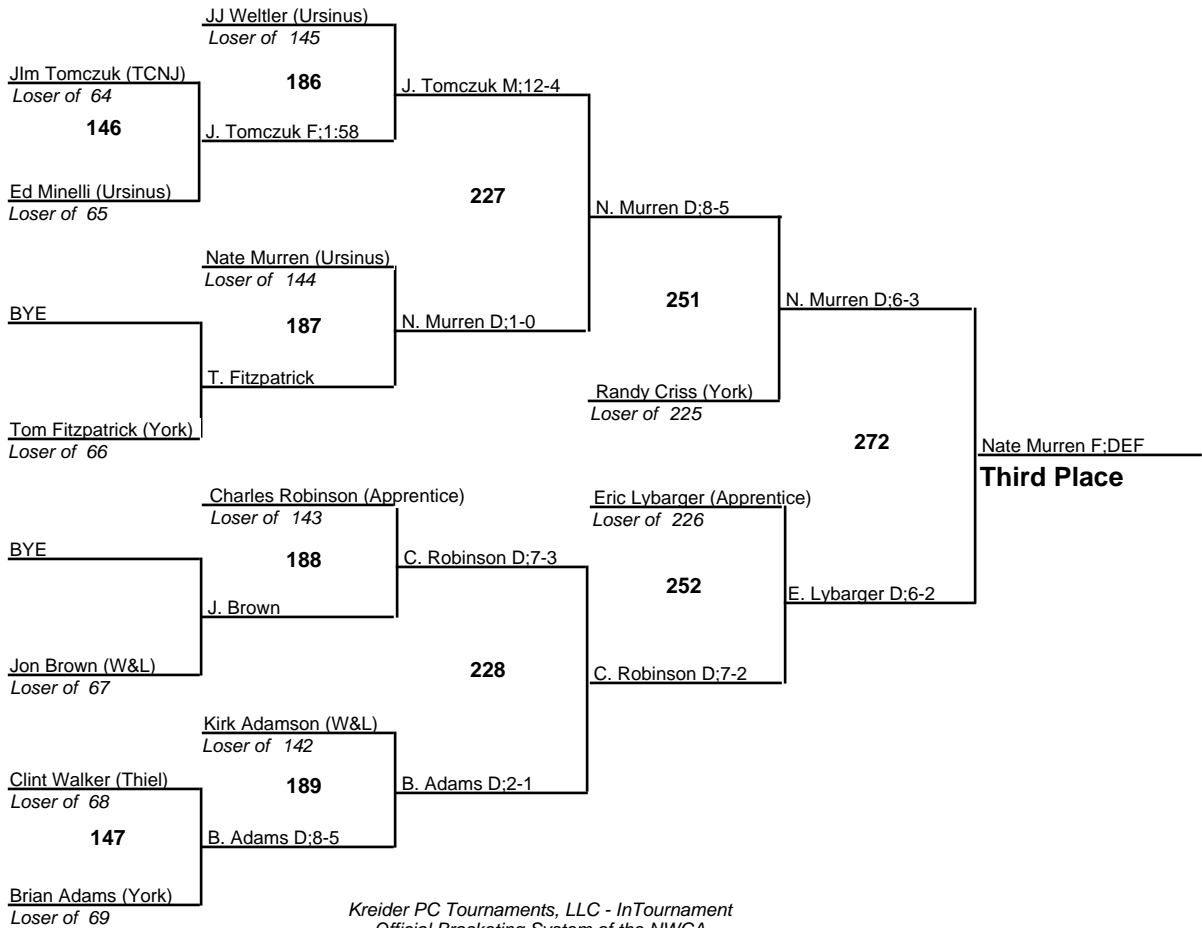 JJ Weltler (Ursinus)
Loser of 145
JIm Tomczuk (TCNJ)
Loser of 64
186
J. Tomczuk M;12-4
146
J. Tomczuk F;1:58
Ed Minelli (Ursinus)
Loser of 65
227
N. Murren D;8-5
Nate Murren (Ursinus)
Loser of 144
BYE
187
N. Murren D;1-0
251
N. Murren D;6-3
T. Fitzpatrick
Randy Criss (York)
Loser of 225
Tom Fitzpatrick (York)
Loser of 66
272
Nate Murren F;DEF
Third Place
Charles Robinson (Apprentice)
Loser of 143
Eric Lybarger (Apprentice)
Loser of 226
BYE
188
C. Robinson D;7-3
252
E. Lybarger D;6-2
J. Brown
Jon Brown (W&L)
Loser of 67
228
C. Robinson D;7-2
Kirk Adamson (W&L)
Loser of 142
Clint Walker (Thiel)
Loser of 68
189
B. Adams D;2-1
147
B. Adams D;8-5
Brian Adams (York)
Loser of 69
Kreider PC Tournaments, LLC - InTournament
Official Bracketing System of the NWCA